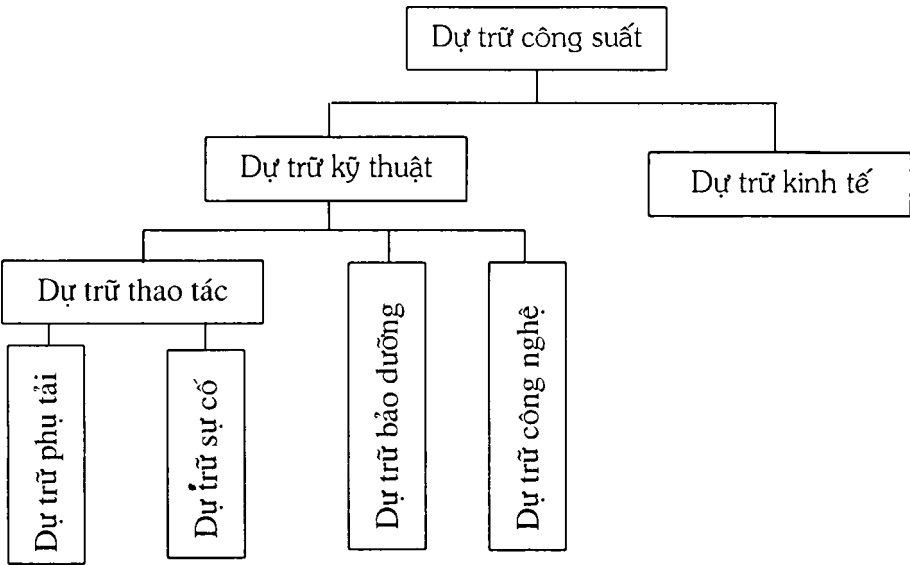 Dự trữ công suất
Dự trữ kỹ thuật
Dự trữ kinh tế
Dự trữ thao tác
Dự trữ phụ tải
Dự trữ sự cố
Dự trữ bảo dưỡng
Dự trữ công nghệ